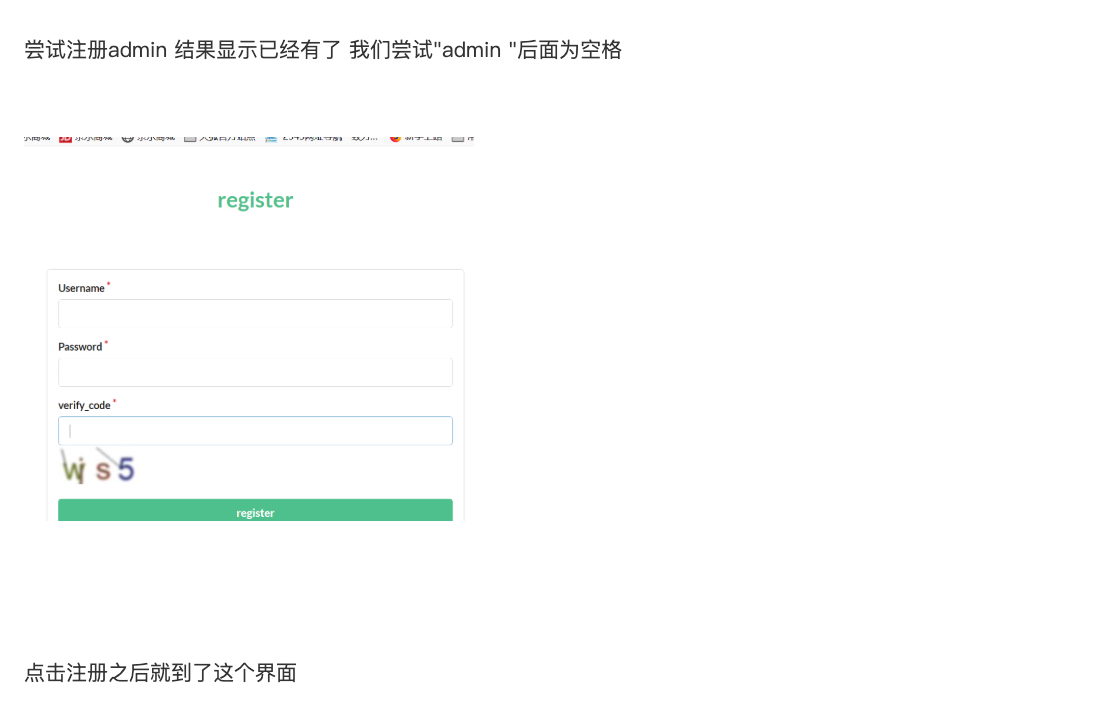 尝试注册admin 结果显示已经有了 我们尝试"admin "后面为空格
register
Username *
Password *
verify_code *
register
点击注册之后就到了这个界面